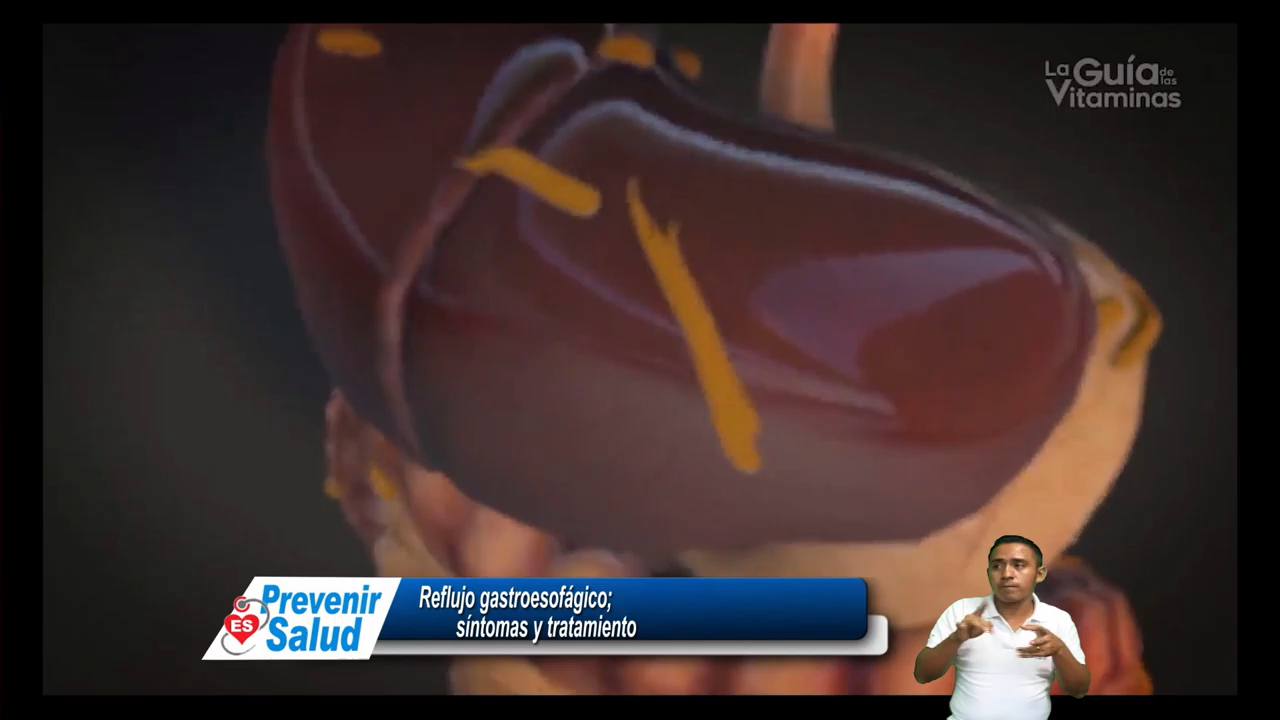 La Guía de las
Vitaminas
Prevenir
ES
Salud
Reflujo gastroesofágico;
síntomas y tratamiento